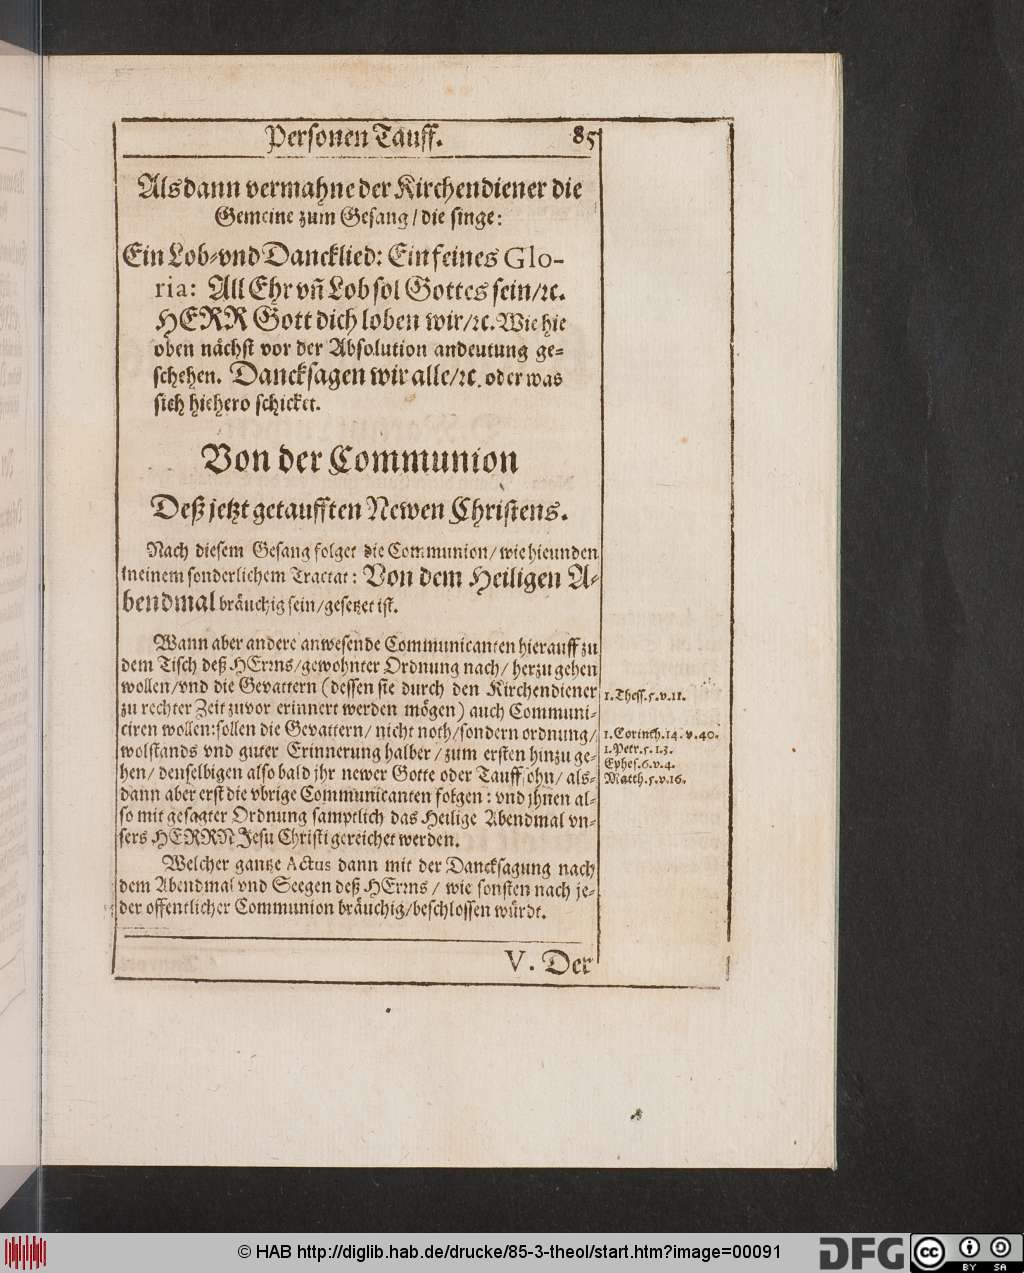 Personen Tauff. 85
Alsdann vermahne der Kirchendiener die
Gemeine zum Gesang / die singe:
Ein Lob-vnd Dancklied: Ein feines Glo-
ria: All Ehr vñ Lob sol Gottes sein/ꝛc.
HERR Gott dich loben wir/ꝛc. Wie hie
oben nächst vor der Absolution andeutung ge-
schehen. Dancksagen wir alle/ꝛc. oder was
sich hiehero schicket.
Von der Communion
Deß jetzt getaufften Newen Christens.
Nach diesem Gesang folget die Communion/ wie hieunden
in einem sonderlichem Tractat: Von dem Heiligen A-
bendmal bräuchig sein/gesetzet ist.
Wann aber andere anwesende Communicanten hierauff zu
dem Tisch deß HErrns/gewohnter Ordnung nach/ herzu gehen
wollen/vnd die Gevattern (dessen sie durch den Kirchendiener
zu rechter Zeit zuvor erinnert werden mögen) auch Communi-
ciren wollen: sollen die Gevattern/ nicht noth/sondern ordnung/
wolstands vnd guter Erinnerung halber / zum ersten hinzu ge-
hen/ denselbigen also bald jhr newer Gotte oder Tauffsohn/ als-
dann aber erst die vbrige Communicanten folgen: vnd jhnen al-
so mit gesagter Ordnung samptlich das Heilige Abendmal vn-
sers HERRN Jesu Christi gereichet werden.
Welcher gantze Actus dann mit der Dancksagung nach
dem Abendmal vnd Seegen deß HErrns / wie sonsten nach je-
der offentlicher Communion bräuchig/beschlossen würdt.
V. Der
1. Thess. 5. v. 11.
1. Corinth. 14. v. 40.
1. Petr. 5. 1. 3.
Ephes. 6. v. 4.
Matth. 5. v. 16.
© HAB http://diglib.hab.de/drucke/85-3-theol/start.htm?image=00091
DFG
cc
BY SA